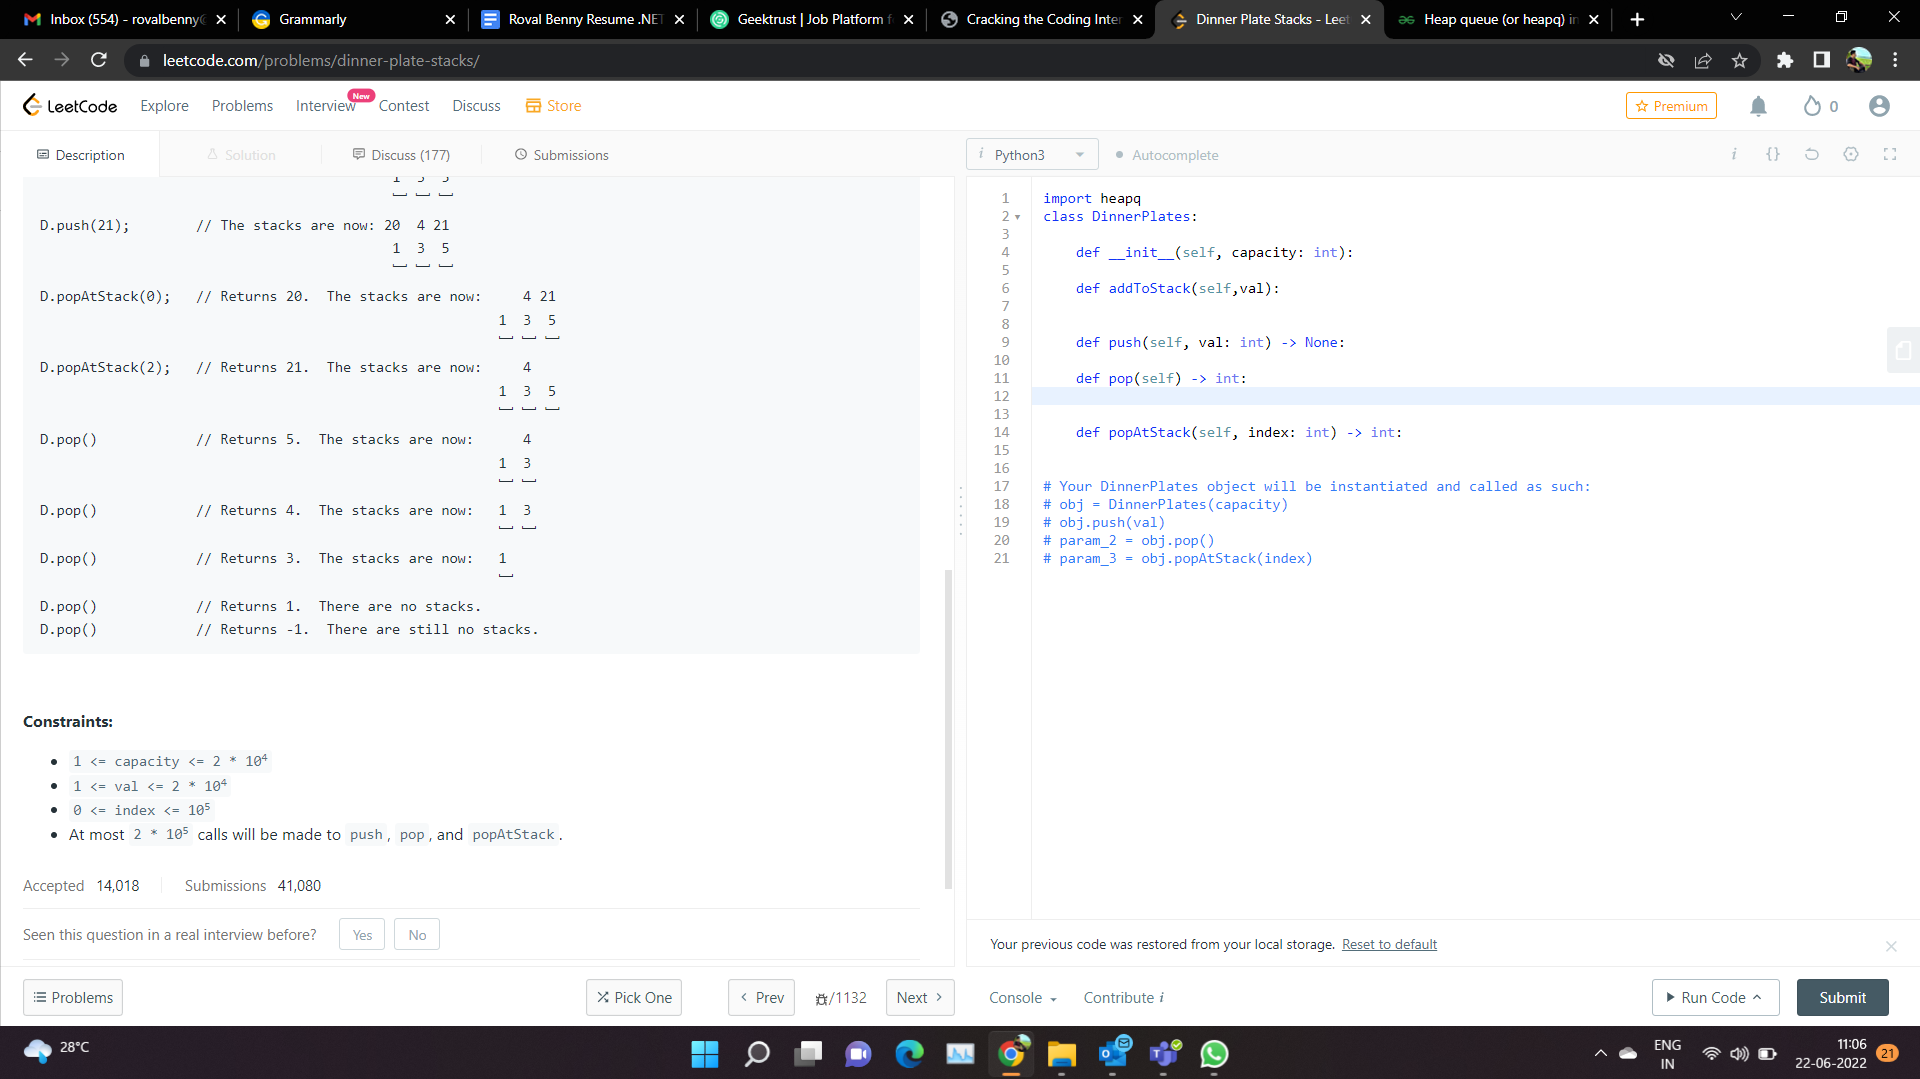 Inbox (554) - rovalbenny@
Grammarly
Roval Benny Resume .NET
Geektrust | Job Platform f
Cracking the Coding Inter
Dinner Plate Stacks - Leet
Heap queue (or heapq) in
leetcode.com/problems/dinner-plate-stacks/
LeetCode Explore Problems Interview New Contest Discuss Store Premium 0
Description Solution Discuss (177) Submissions
Python3 Autocomplete i {}
D.push(21); // The stacks are now: 20 4 21
1 3 5
D.popAtStack(0); // Returns 20. The stacks are now: 4 21
1 3 5
D.popAtStack(2); // Returns 21. The stacks are now: 4
1 3 5
D.pop() // Returns 5. The stacks are now: 4
1 3
D.pop() // Returns 4. The stacks are now: 1 3
D.pop() // Returns 3. The stacks are now: 1
D.pop() // Returns 1. There are no stacks.
D.pop() // Returns -1. There are still no stacks.
Constraints:
• 1 <= capacity <= 2 * 10⁴
• 1 <= val <= 2 * 10⁴
• 0 <= index <= 10⁵
• At most 2 * 10⁵ calls will be made to push, pop, and popAtStack.
Accepted 14,018 Submissions 41,080
Seen this question in a real interview before? Yes No
Problems Pick One < Prev /1132 Next >
1 import heapq
2 class DinnerPlates:
3
4 def __init__(self, capacity: int):
5
6 def addToStack(self,val):
7
8
9 def push(self, val: int) -> None:
10
11 def pop(self) -> int:
12
13
14 def popAtStack(self, index: int) -> int:
15
16
17 # Your DinnerPlates object will be instantiated and called as such:
18 # obj = DinnerPlates(capacity)
19 # obj.push(val)
20 # param_2 = obj.pop()
21 # param_3 = obj.popAtStack(index)
Your previous code was restored from your local storage. Reset to default
Console Contribute i Run Code Submit
28°C
ENG
IN
11:06
22-06-2022
21